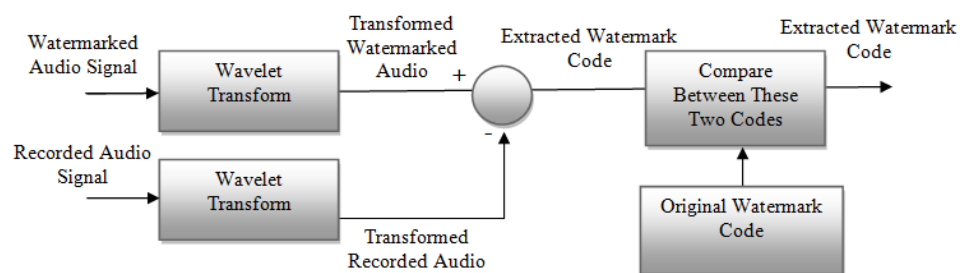 Watermarked
Audio Signal
Wavelet
Transform
Transformed
Watermarked
Audio
+
-
Extracted Watermark
Code
Compare
Between These
Two Codes
Extracted Watermark
Code
Recorded Audio
Signal
Wavelet
Transform
Transformed
Recorded Audio
Original Watermark
Code